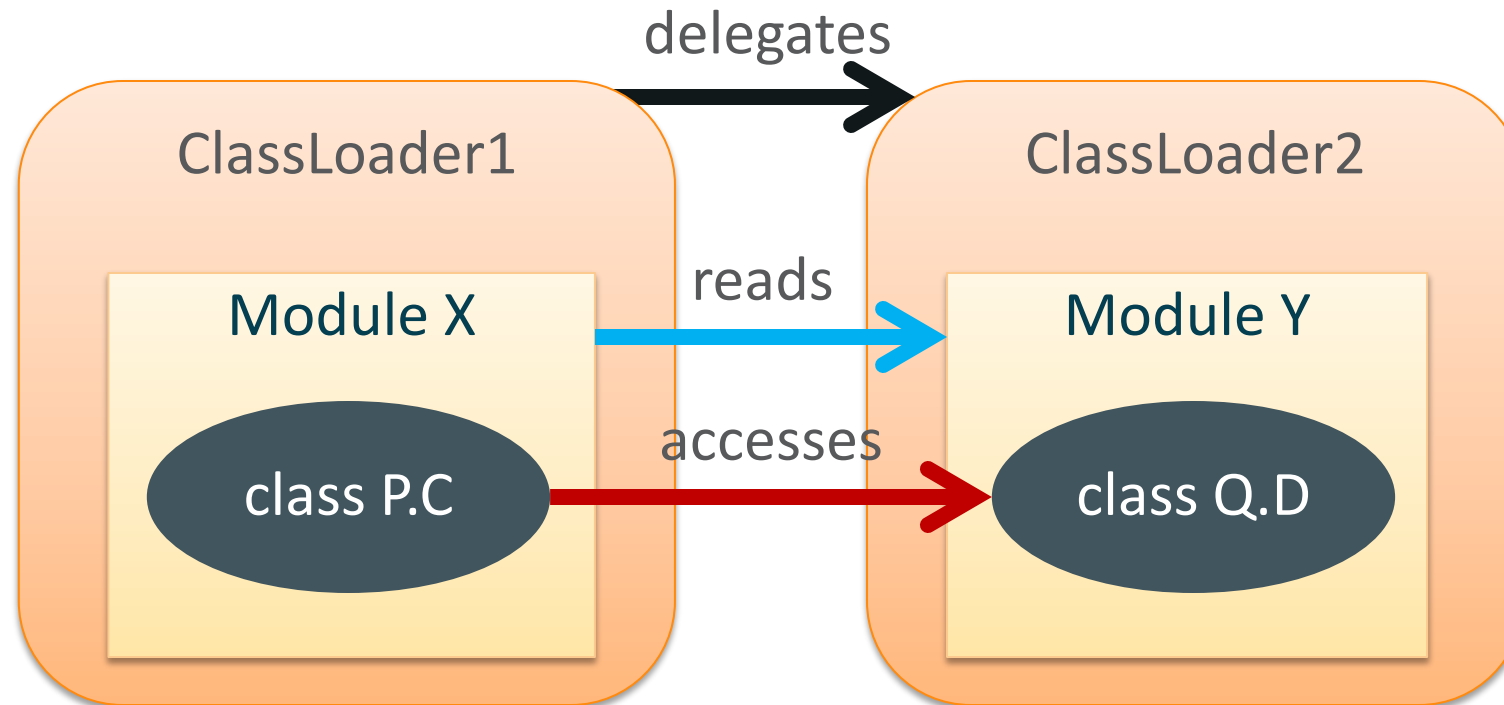 delegates
ClassLoader1
ClassLoader2
reads
Module X
Module Y
accesses
class P.C
class Q.D